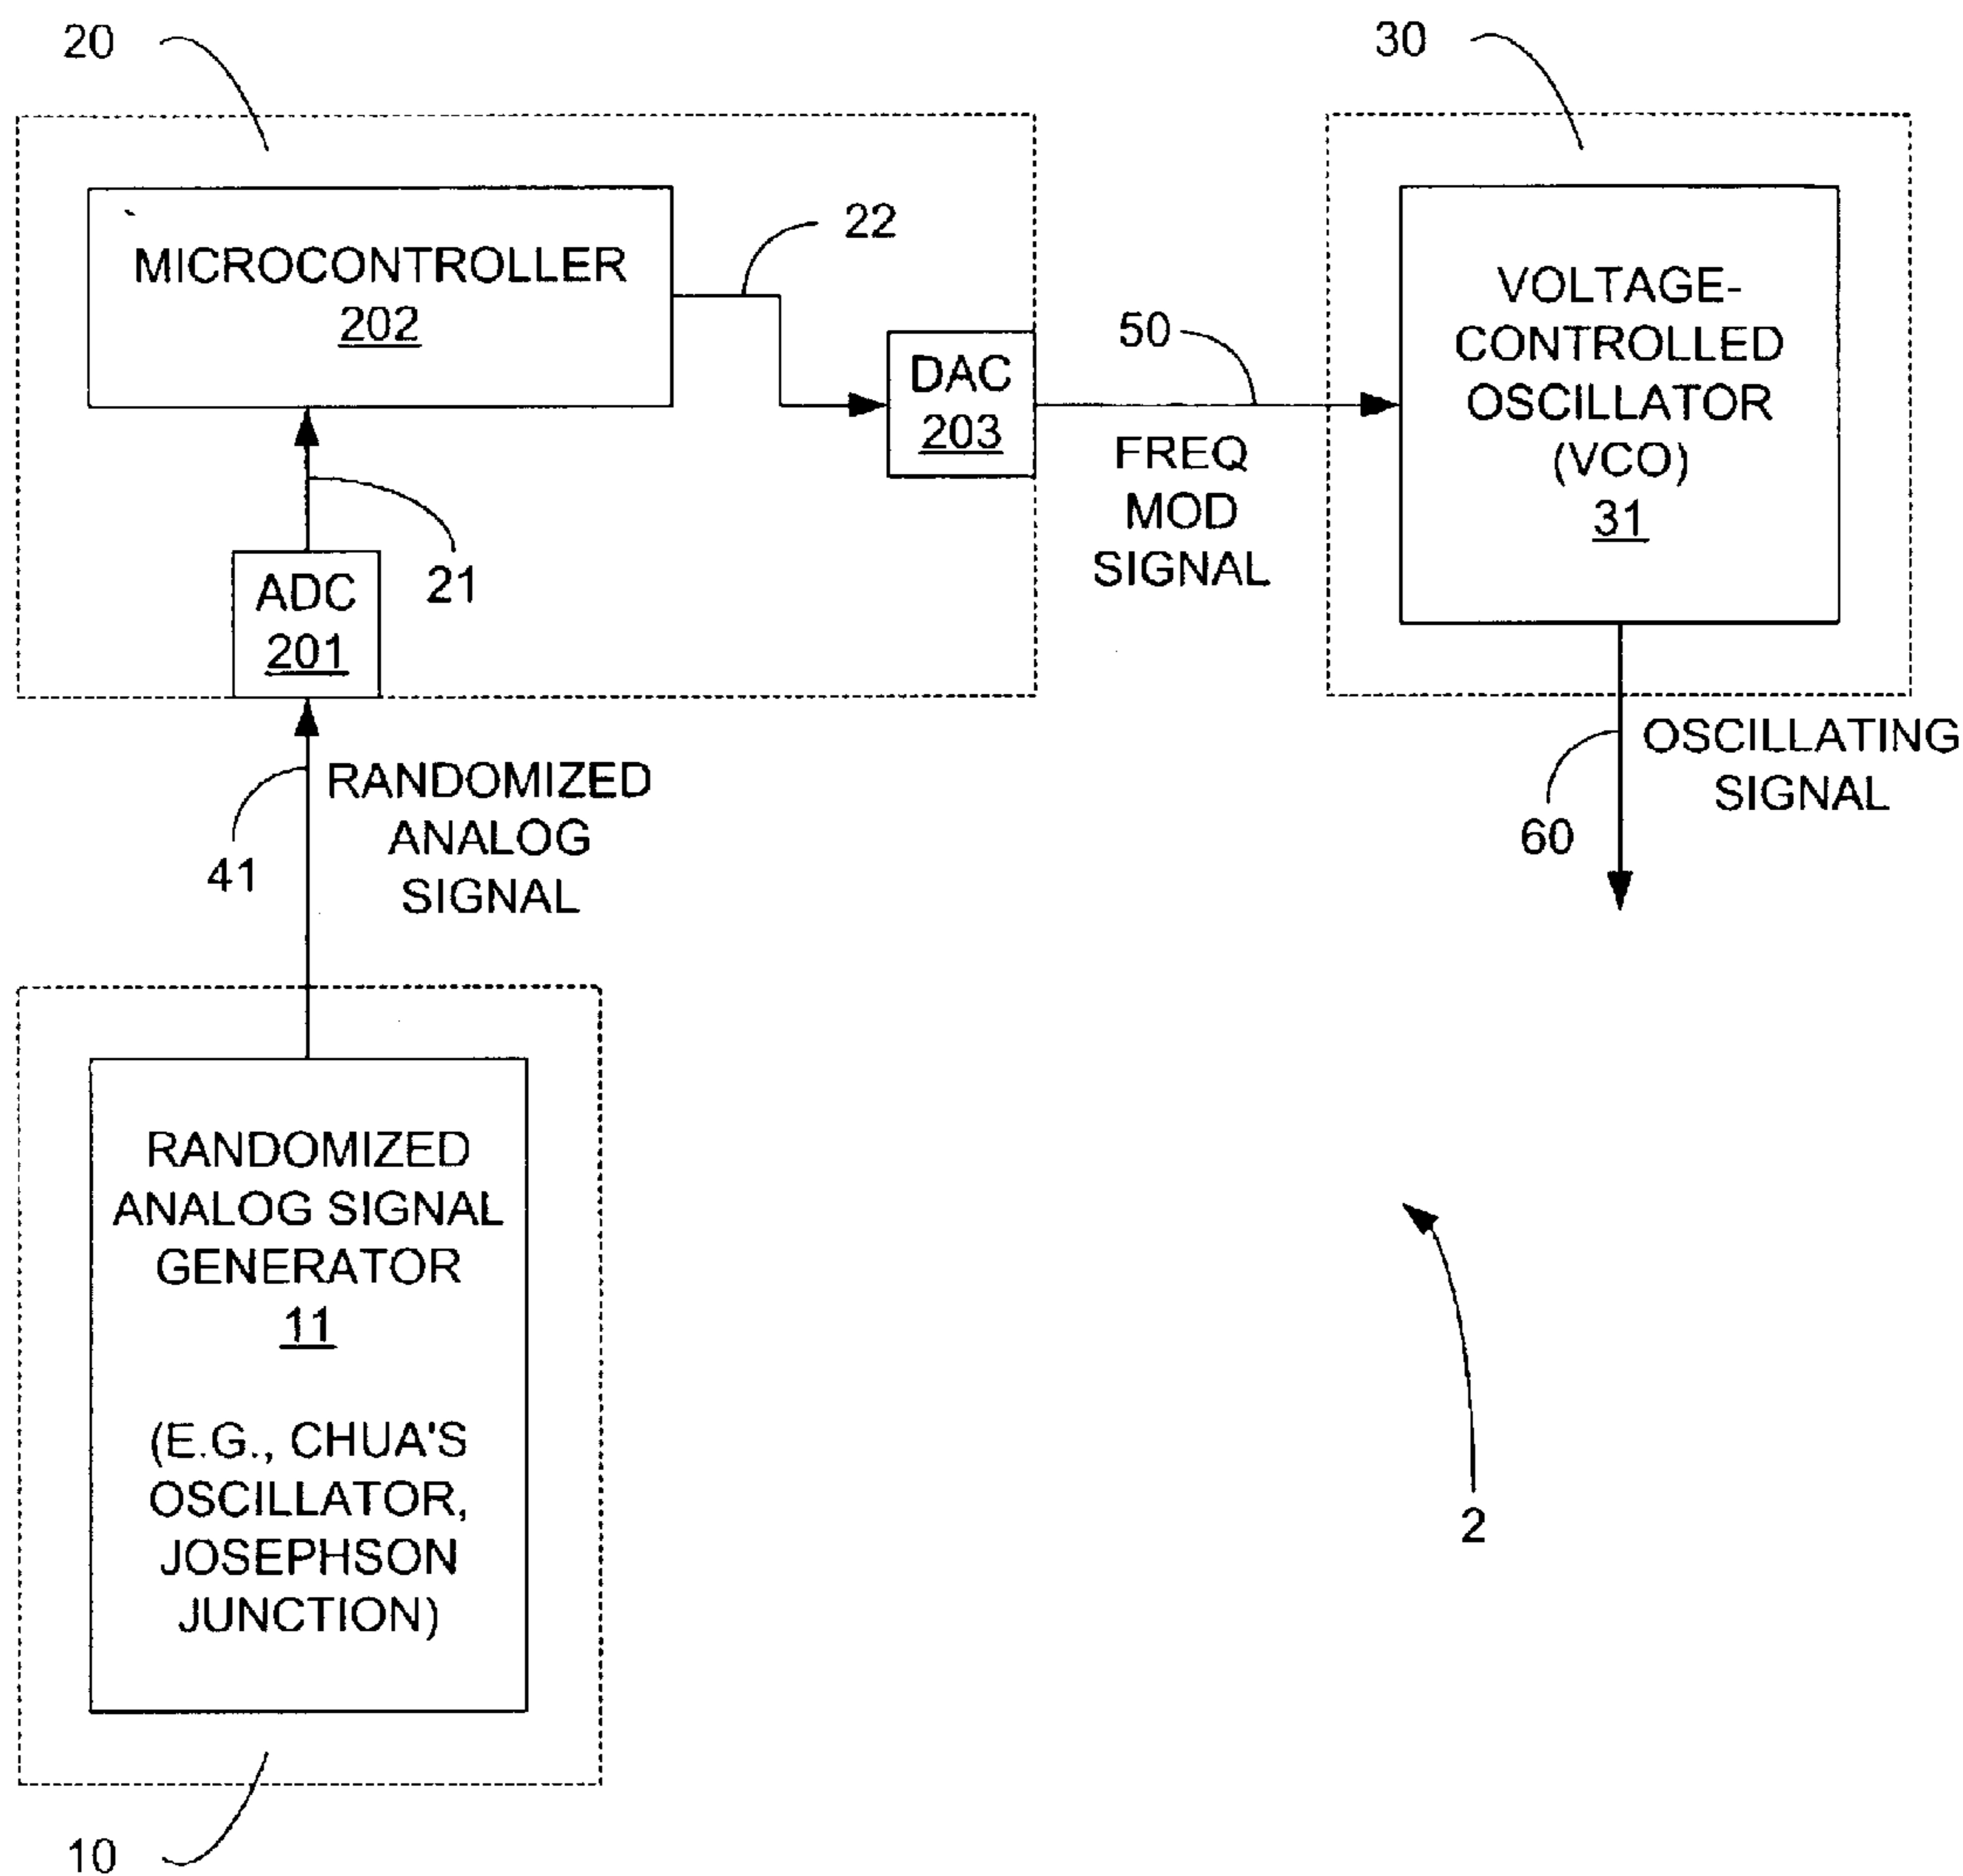 20
30
MICROCONTROLLER
202
22
VOLTAGE-
CONTROLLED
OSCILLATOR
(VCO)
31
50
DAC
203
FREQ
MOD
SIGNAL
21
ADC
201
41
RANDOMIZED
ANALOG
SIGNAL
OSCILLATING
SIGNAL
60
RANDOMIZED
ANALOG SIGNAL
GENERATOR
11
(E.G., CHUA'S
OSCILLATOR,
JOSEPHSON
JUNCTION)
2
10